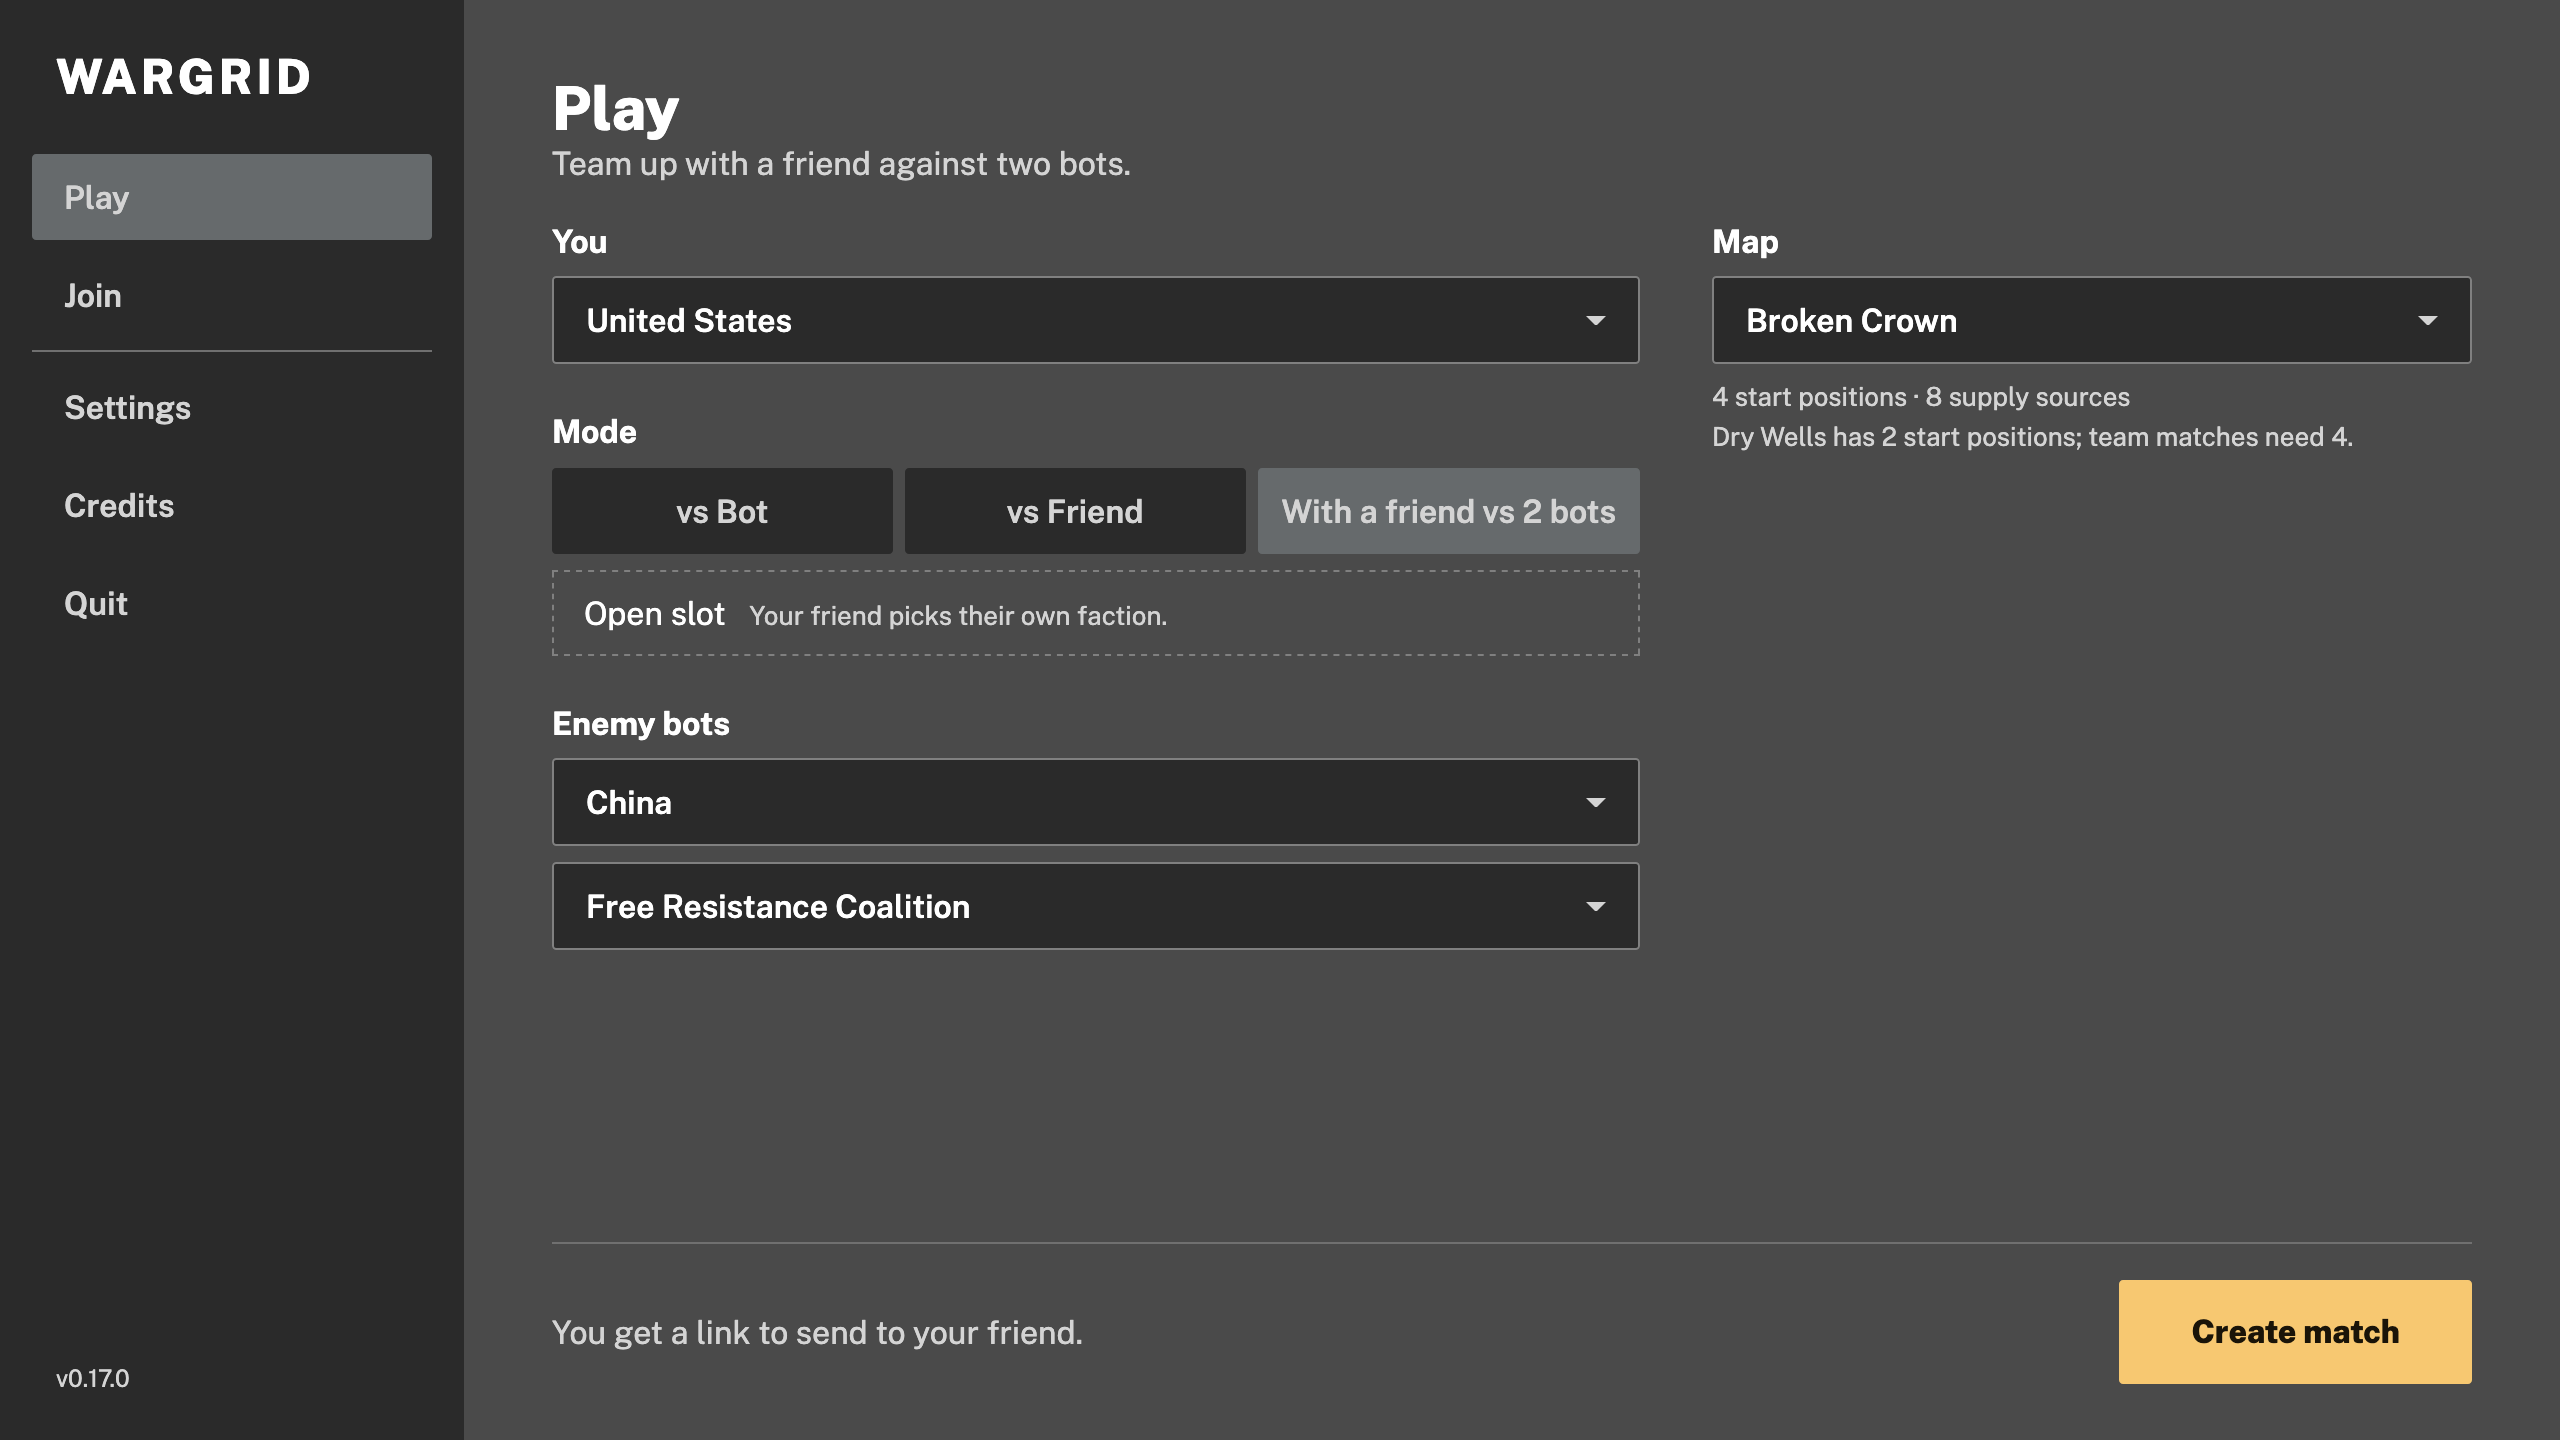 WARGRID
Play
Join
Settings
Credits
Quit
v0.17.0
Play
Team up with a friend against two bots.
You
United States
Mode
vs Bot
vs Friend
With a friend vs 2 bots
Open slot Your friend picks their own faction.
Enemy bots
China
Free Resistance Coalition
Map
Broken Crown
4 start positions · 8 supply sources
Dry Wells has 2 start positions; team matches need 4.
You get a link to send to your friend.
Create match